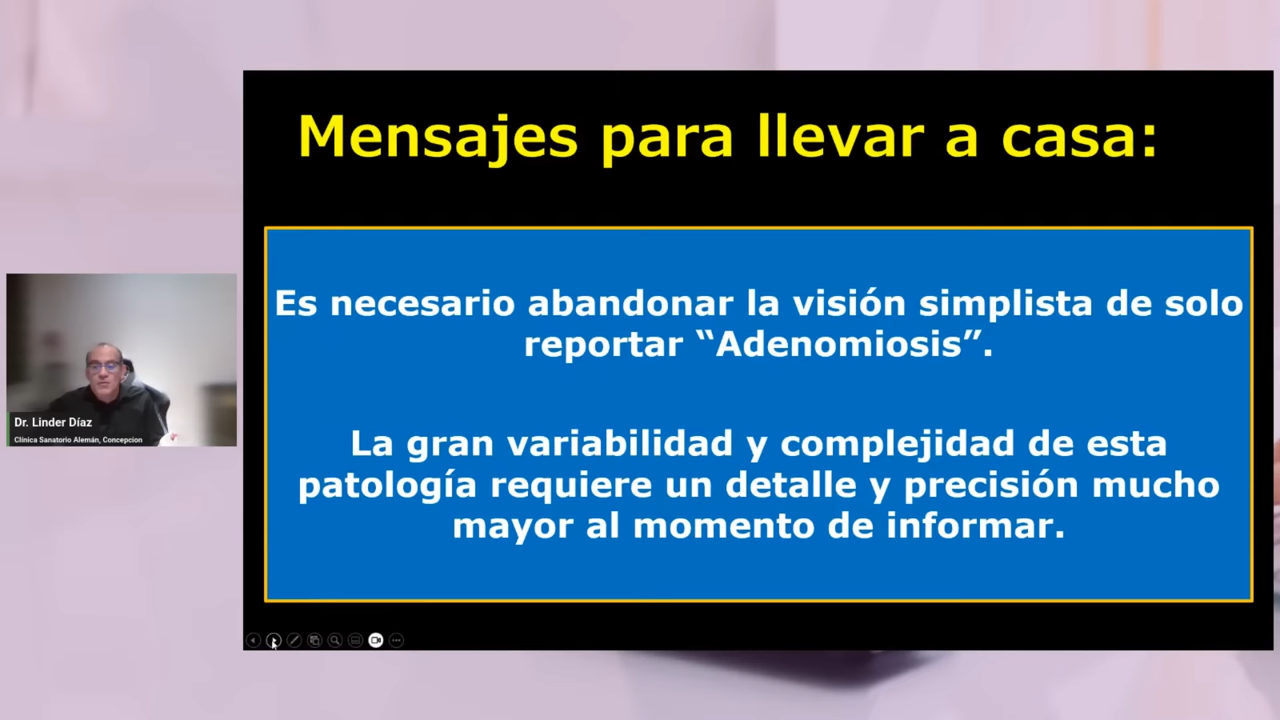 Mensajes para llevar a casa:
Es necesario abandonar la visión simplista de solo
reportar “Adenomiosis”.
La gran variabilidad y complejidad de esta
patología requiere un detalle y precisión mucho
mayor al momento de informar.
Dr. Linder Díaz
Clínica Sanatorio Alemán, Concepcion